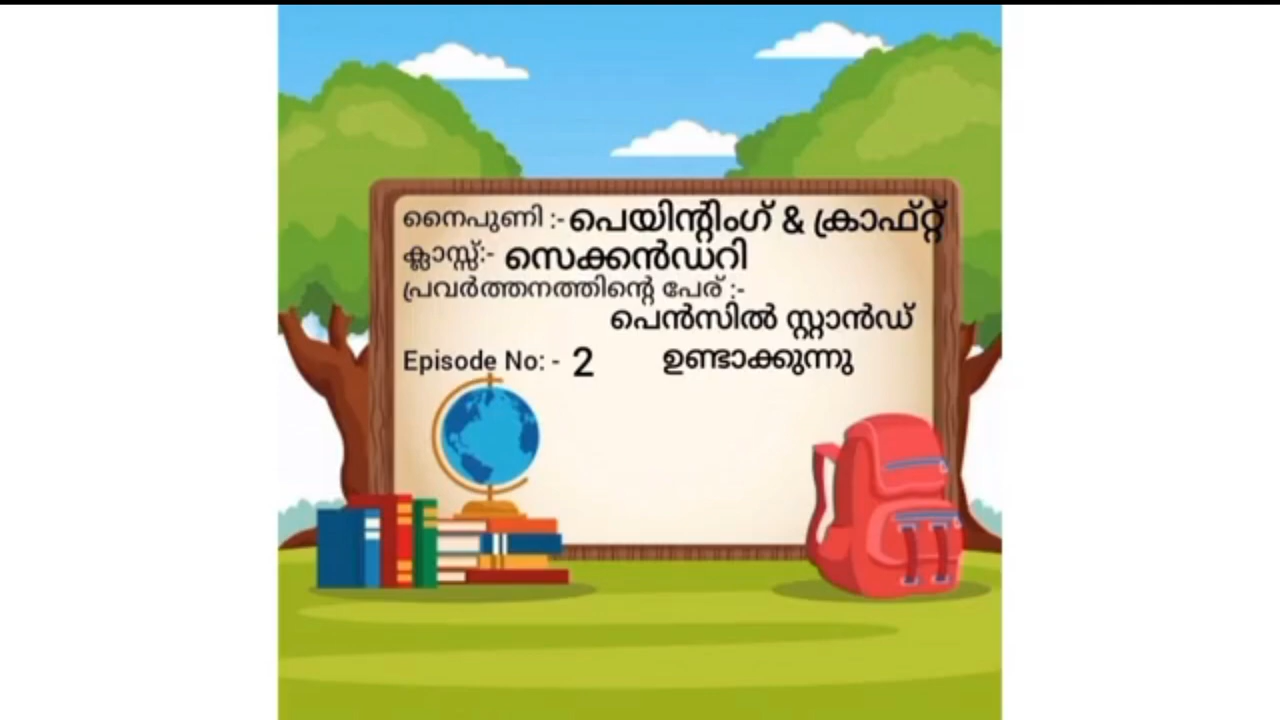 നൈപുണി :- പെയിന്റിംഗ് & ക്രാഫ്റ്റ്
ക്ലാസ്സ്:- സെക്കൻഡറി
പ്രവർത്തനത്തിന്റെ പേര് :-
പെൻസിൽ സ്റ്റാൻഡ്
Episode No: - 2 ഉണ്ടാക്കുന്നു